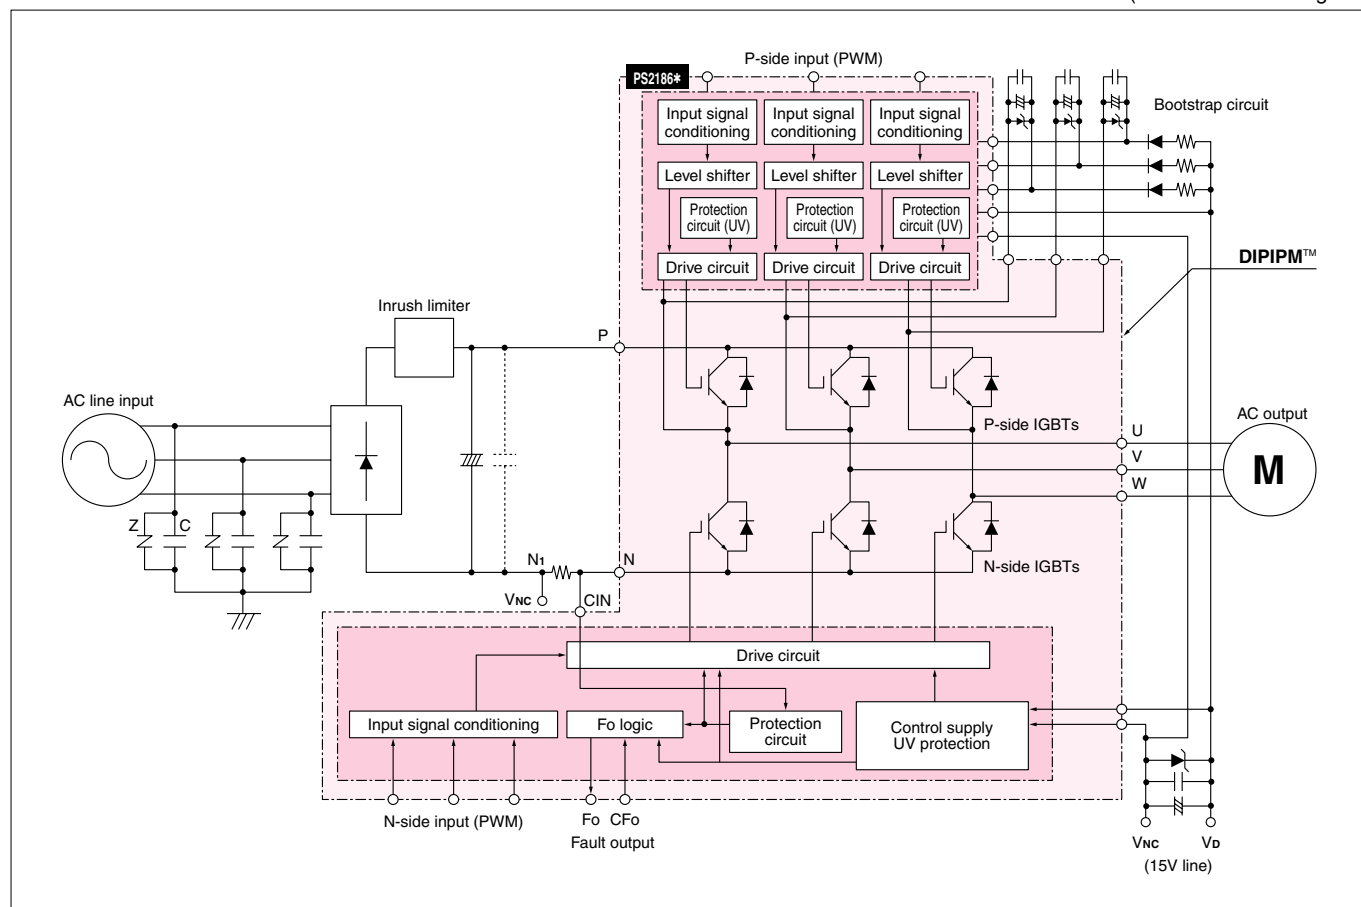 P-side input (PWM)
PS2186*
Bootstrap circuit
Input signal
conditioning
Input signal
conditioning
Input signal
conditioning
Level shifter
Level shifter
Level shifter
Protection
circuit (UV)
Protection
circuit (UV)
Protection
circuit (UV)
Drive circuit
Drive circuit
Drive circuit
DIPIPM™
Inrush limiter
P
AC line input
P-side IGBTs
AC output
U
V
W
M
Z
C
N1
N
N-side IGBTs
VNC
CIN
Drive circuit
Input signal conditioning
Fo logic
Protection
circuit
Control supply
UV protection
N-side input (PWM)
Fo
CFo
Fault output
VNC
VD
(15V line)